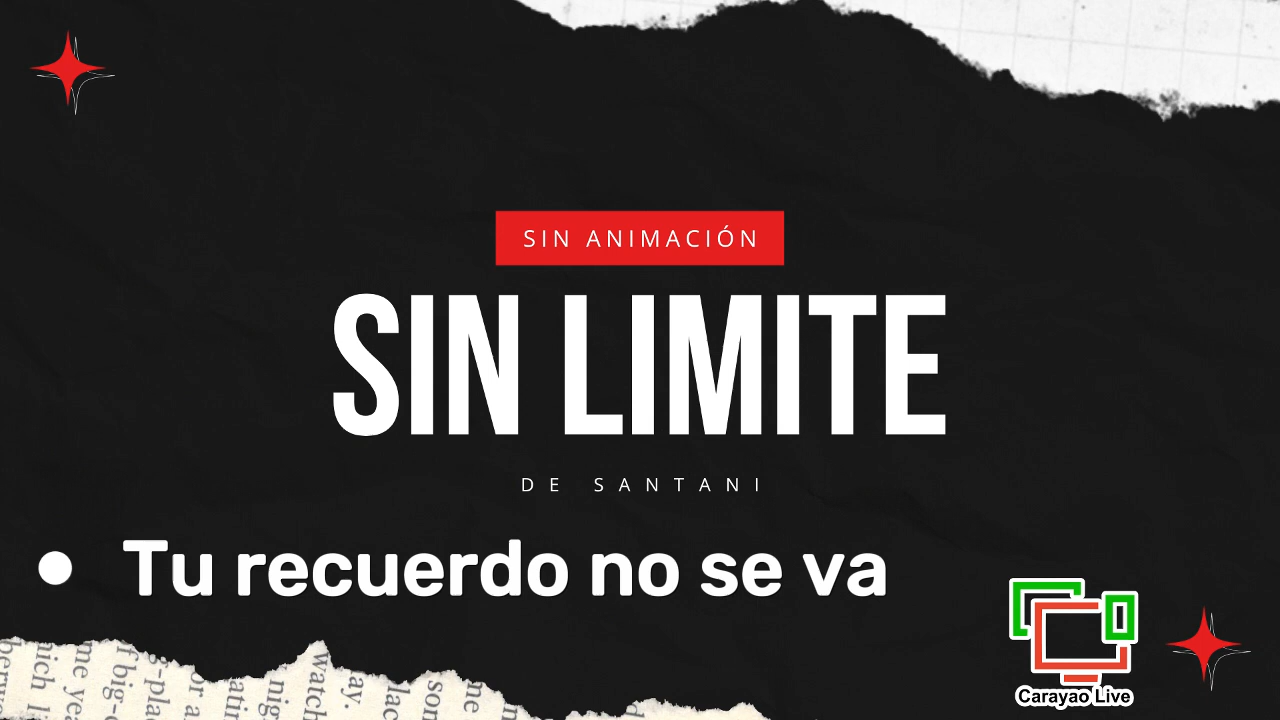 SIN ANIMACIÓN
SIN LIMITE
DE SANTANI
• Tu recuerdo no se va
Carayao Live